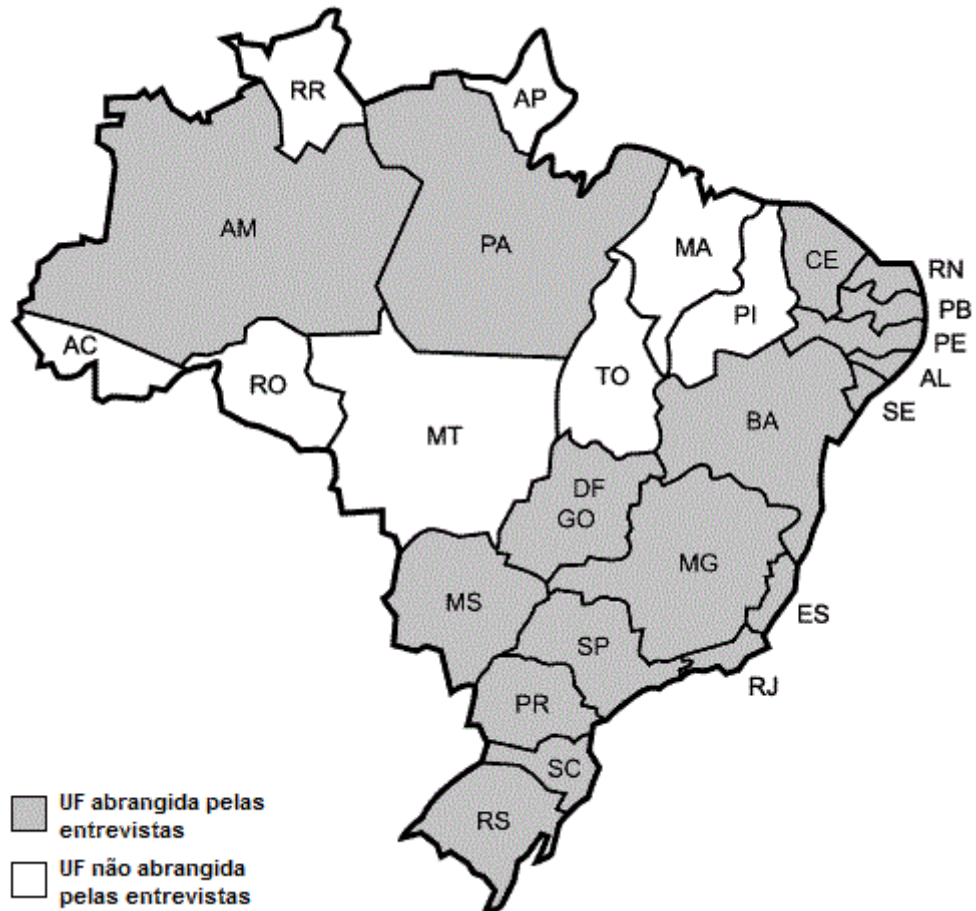 RR
AP
AM
PA
MA
CE
RN
PB
PI
PE
AC
AL
RO
TO
SE
MT
BA
DF
GO
MG
MS
ES
SP
RJ
PR
SC
RS
UF abrangida pelas
entrevistas
UF não abrangida
pelas entrevistas